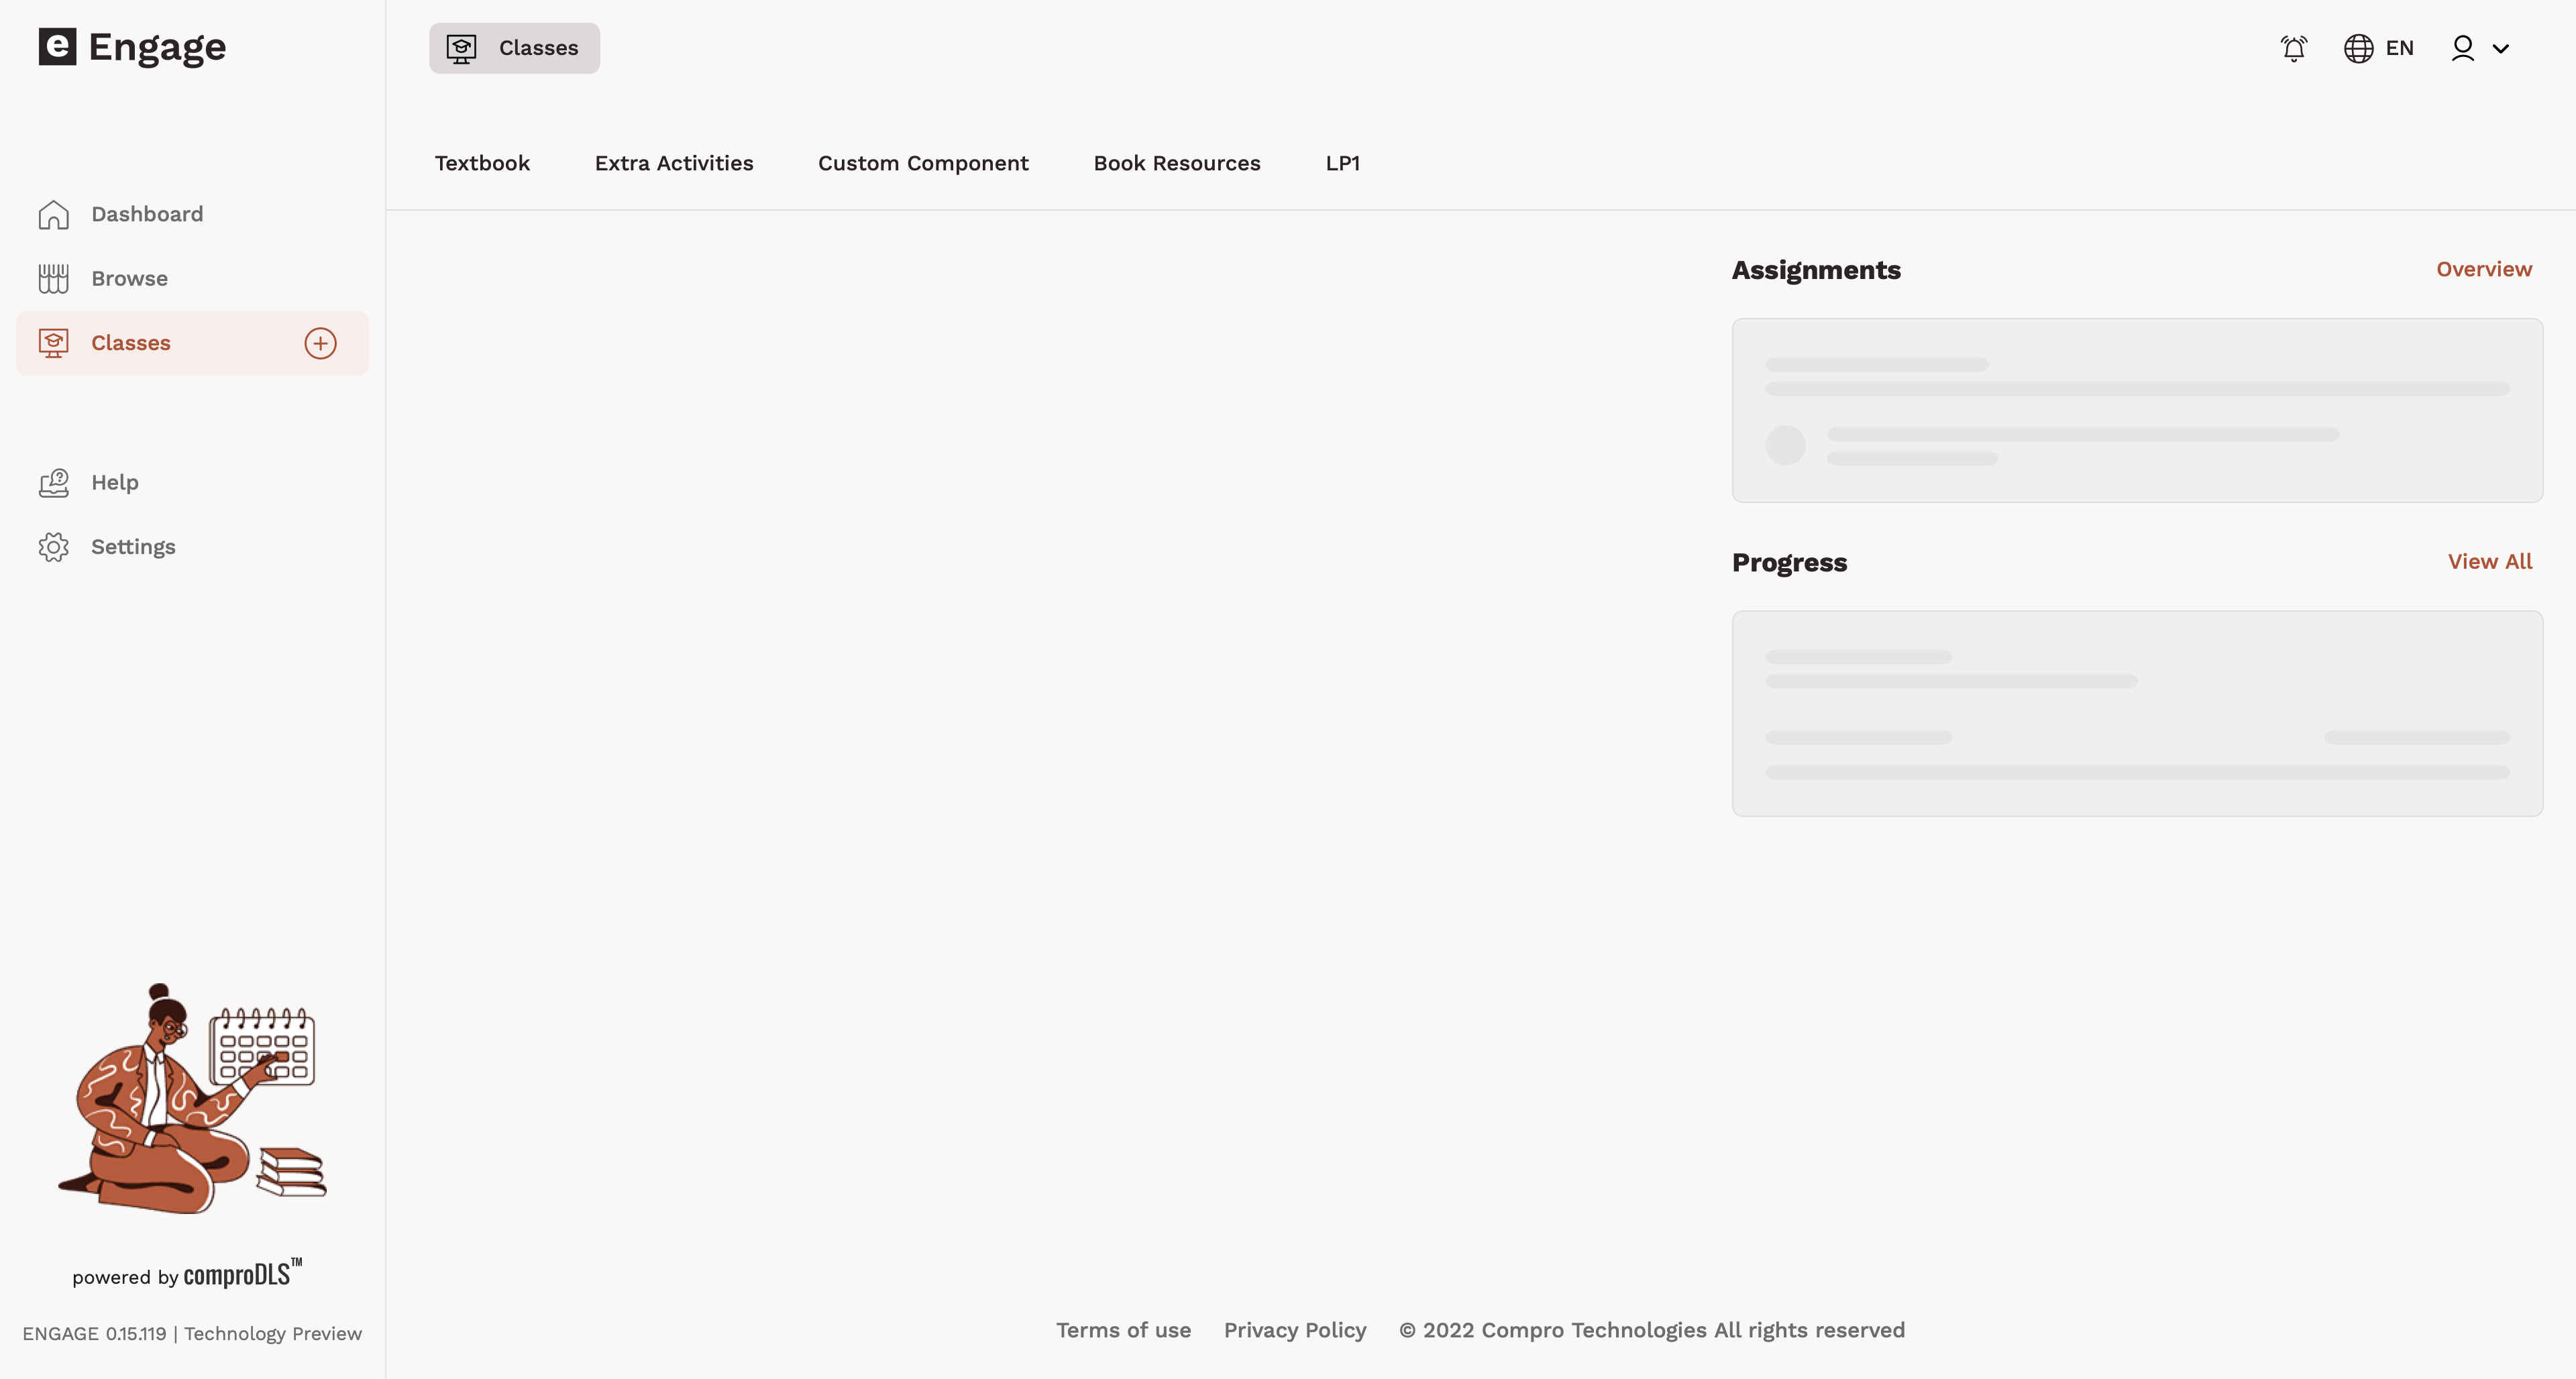 e Engage
Classes
EN
Textbook
Extra Activities
Custom Component
Book Resources
LP1
Dashboard
Browse
Classes
Help
Settings
Assignments
Overview
Progress
View All
powered by comproDLS™
ENGAGE 0.15.119 | Technology Preview
Terms of use
Privacy Policy
© 2022 Compro Technologies All rights reserved